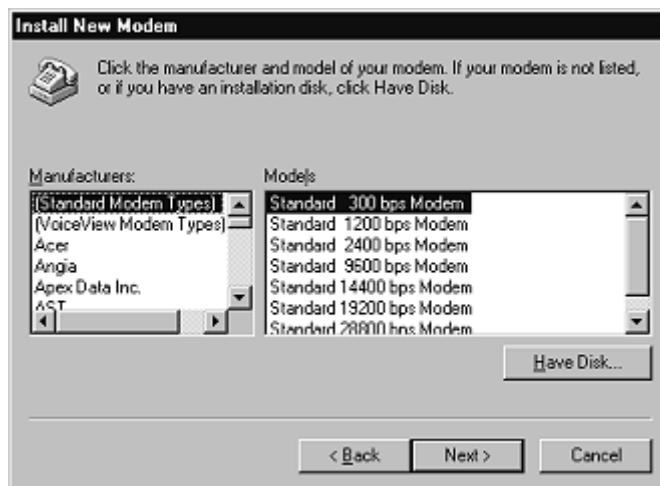 Install New Modem
Click the manufacturer and model of your modem. If your modem is not listed,
or if you have an installation disk, click Have Disk.
Manufacturers:
(Standard Modem Types)
(VoiceView Modem Types)
Acer
Angia
Apex Data Inc.
AST
Models
Standard 300 bps Modem
Standard 1200 bps Modem
Standard 2400 bps Modem
Standard 9600 bps Modem
Standard 14400 bps Modem
Standard 19200 bps Modem
Standard 28800 bps Modem
Have Disk...
< Back
Next >
Cancel